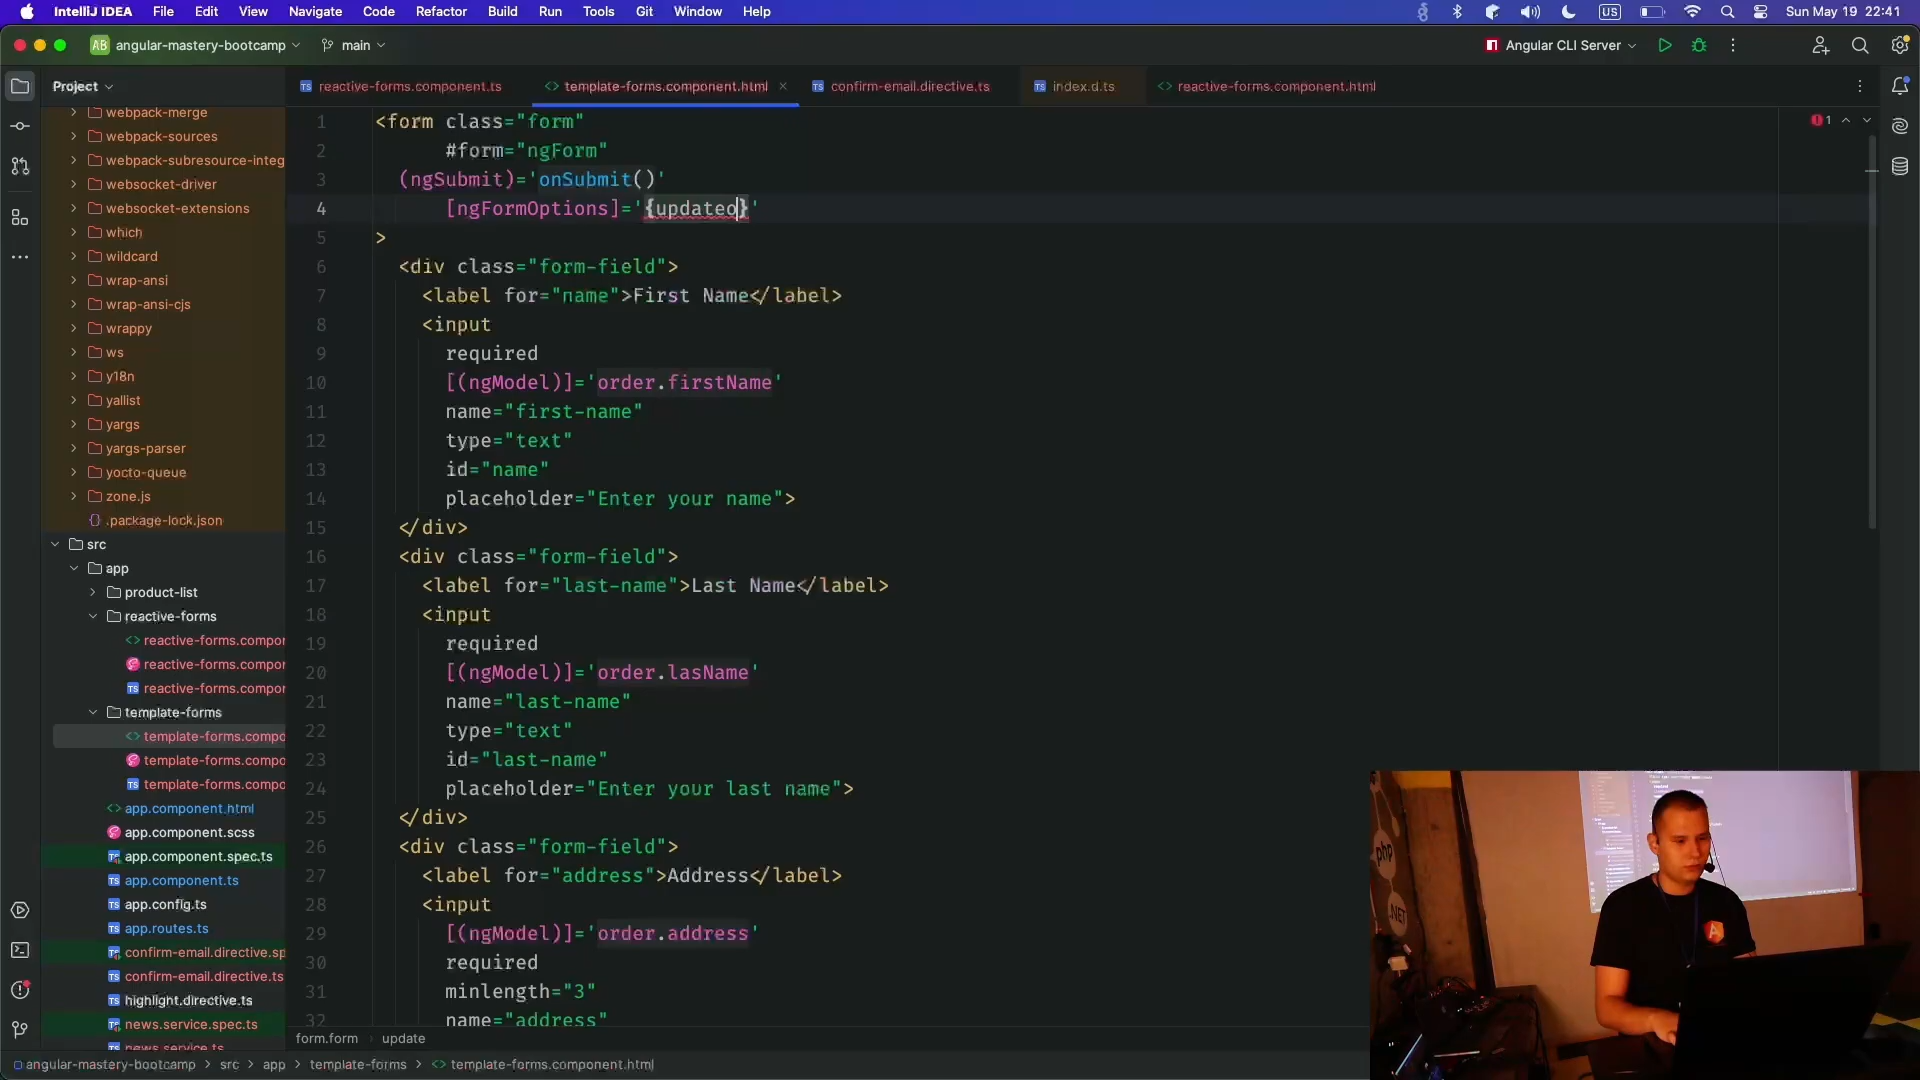 IntelliJ IDEA File Edit View Navigate Code Refactor Build Run Tools Git Window Help US Sun May 19 22:41
AB angular-mastery-bootcamp main Angular CLI Server
Project
reactive-forms.component.ts template-forms.component.html confirm-email.directive.ts index.d.ts reactive-forms.component.html
webpack-merge
webpack-sources
webpack-subresource-integ
websocket-driver
websocket-extensions
which
wildcard
wrap-ansi
wrap-ansi-cjs
wrappy
ws
y18n
yallist
yargs
yargs-parser
yocto-queue
zone.js
.package-lock.json
src
app
product-list
reactive-forms
reactive-forms.compor
reactive-forms.compor
reactive-forms.compor
template-forms
template-forms.compo
template-forms.compo
template-forms.compo
app.component.html
app.component.scss
app.component.spec.ts
app.component.ts
app.config.ts
app.routes.ts
confirm-email.directive.sp
confirm-email.directive.ts
highlight.directive.ts
news.service.spec.ts
news.service.ts
1 <form class="form"
2 #form="ngForm"
3 (ngSubmit)='onSubmit()'
4 [ngFormOptions]='{updateo}'
5 >
6 <div class="form-field">
7 <label for="name">First Name</label>
8 <input
9 required
10 [(ngModel)]='order.firstName'
11 name="first-name"
12 type="text"
13 id="name"
14 placeholder="Enter your name">
15 </div>
16 <div class="form-field">
17 <label for="last-name">Last Name</label>
18 <input
19 required
20 [(ngModel)]='order.lasName'
21 name="last-name"
22 type="text"
23 id="last-name"
24 placeholder="Enter your last name">
25 </div>
26 <div class="form-field">
27 <label for="address">Address</label>
28 <input
29 [(ngModel)]='order.address'
30 required
31 minlength="3"
32 name="address"
1
form.form update
angular-mastery-bootcamp > src > app > template-forms > template-forms.component.html
php
.NET